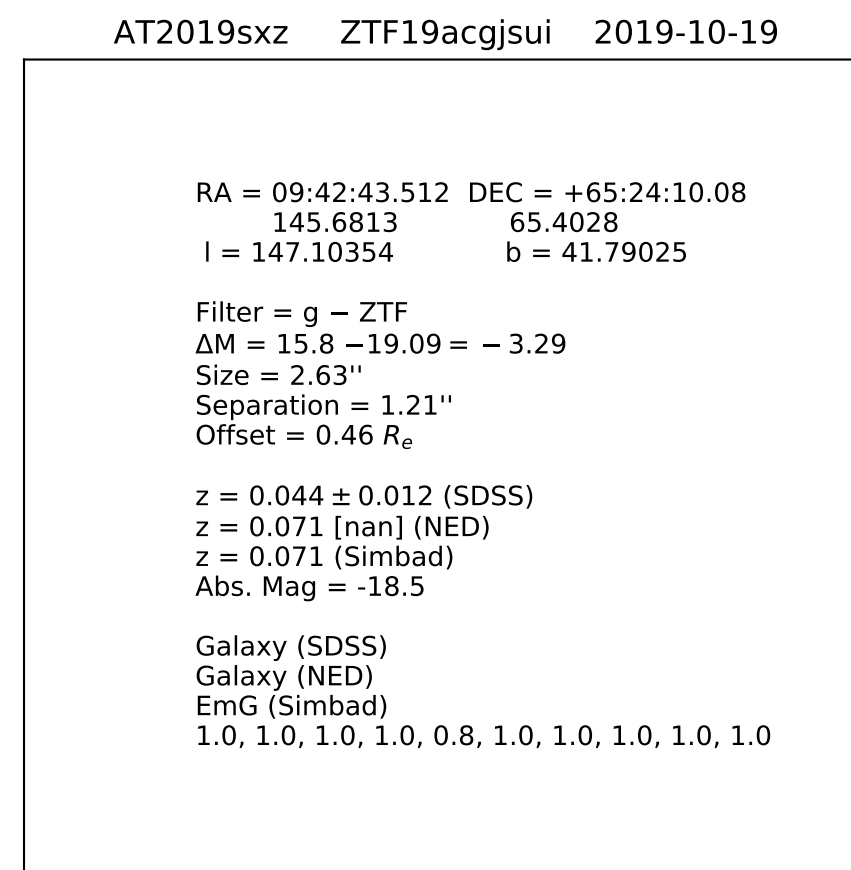 AT2019sxz ZTF19acgjsui 2019-10-19
RA = 09:42:43.512 DEC = +65:24:10.08
145.6813 65.4028
l = 147.10354 b = 41.79025
Filter = g − ZTF
ΔM = 15.8 −19.09 = − 3.29
Size = 2.63''
Separation = 1.21''
Offset = 0.46 Re
z = 0.044 ± 0.012 (SDSS)
z = 0.071 [nan] (NED)
z = 0.071 (Simbad)
Abs. Mag = -18.5
Galaxy (SDSS)
Galaxy (NED)
EmG (Simbad)
1.0, 1.0, 1.0, 1.0, 0.8, 1.0, 1.0, 1.0, 1.0, 1.0